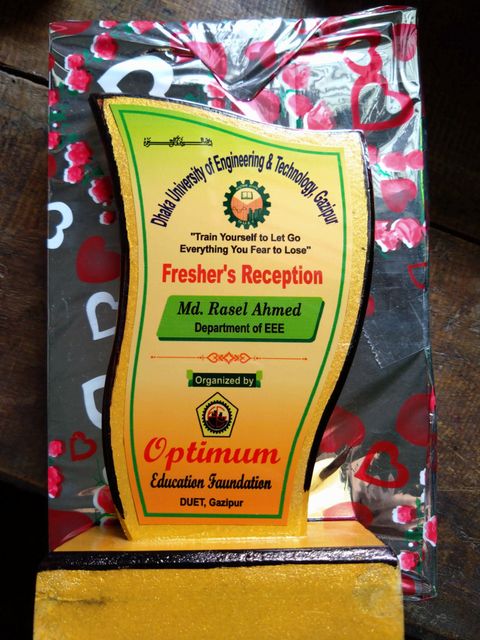 Dhaka University of Engineering & Technology, Gazipur
"Train Yourself to Let Go
Everything You Fear to Lose"
Fresher's Reception
Md. Rasel Ahmed
Department of EEE
Organized by
Optimum
Education Faundation
DUET, Gazipur